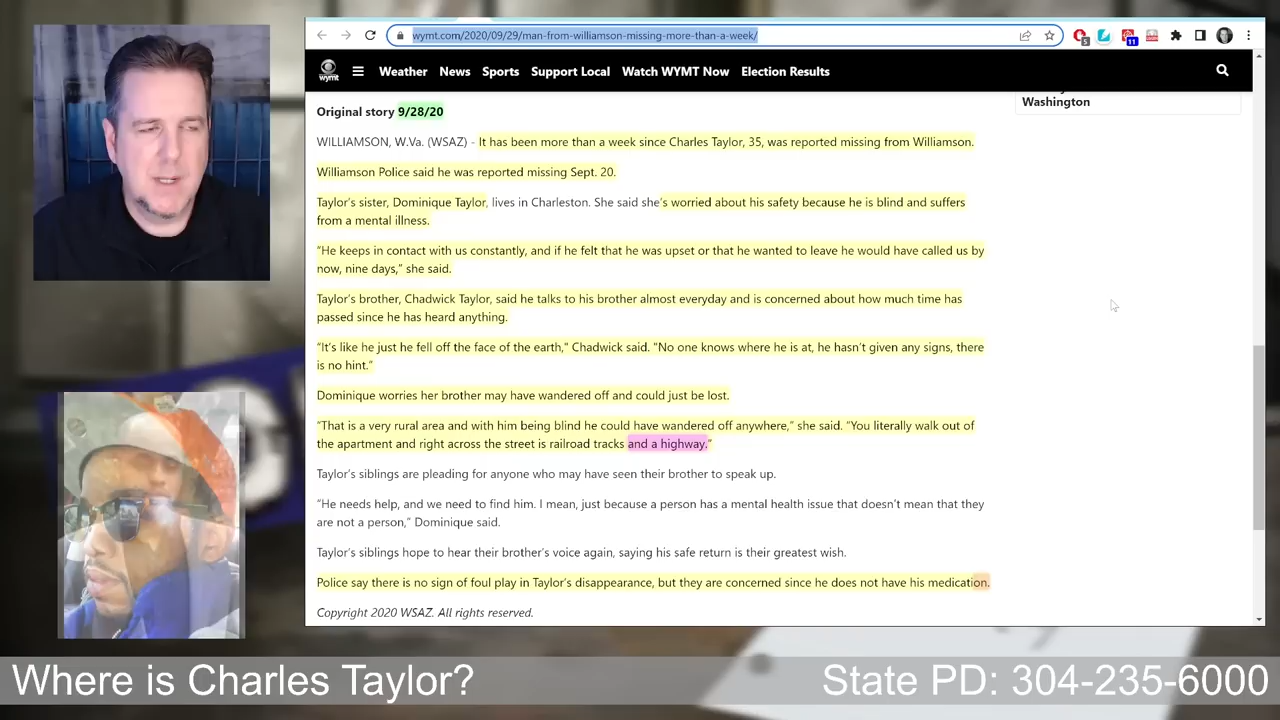 wymt.com/2020/09/29/man-from-williamson-missing-more-than-a-week/
5
11
wymt
Weather News Sports Support Local Watch WYMT Now Election Results
Washington
Original story 9/28/20
WILLIAMSON, W.Va. (WSAZ) - It has been more than a week since Charles Taylor, 35, was reported missing from Williamson.
Williamson Police said he was reported missing Sept. 20.
Taylor's sister, Dominique Taylor, lives in Charleston. She said she's worried about his safety because he is blind and suffers
from a mental illness.
“He keeps in contact with us constantly, and if he felt that he was upset or that he wanted to leave he would have called us by
now, nine days,” she said.
Taylor's brother, Chadwick Taylor, said he talks to his brother almost everyday and is concerned about how much time has
passed since he has heard anything.
“It's like he just he fell off the face of the earth,” Chadwick said. "No one knows where he is at, he hasn't given any signs, there
is no hint.”
Dominique worries her brother may have wandered off and could just be lost.
“That is a very rural area and with him being blind he could have wandered off anywhere,” she said. “You literally walk out of
the apartment and right across the street is railroad tracks and a highway.”
Taylor's siblings are pleading for anyone who may have seen their brother to speak up.
“He needs help, and we need to find him. I mean, just because a person has a mental health issue that doesn't mean that they
are not a person,” Dominique said.
Taylor's siblings hope to hear their brother's voice again, saying his safe return is their greatest wish.
Police say there is no sign of foul play in Taylor's disappearance, but they are concerned since he does not have his medication.
Copyright 2020 WSAZ. All rights reserved.
Where is Charles Taylor?
State PD: 304-235-6000